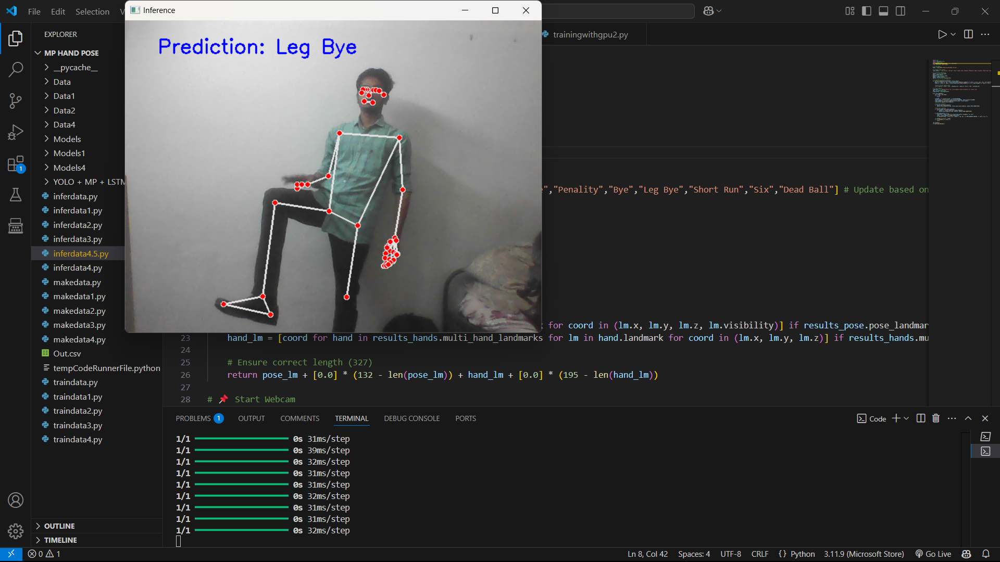 File Edit Selection V
Inference
Prediction: Leg Bye
trainingwithgpu2.py
EXPLORER
MP HAND POSE
__pycache__
Data
Data1
Data2
Data4
Models
Models1
Models4
YOLO + MP + LSTM
inferdata.py
inferdata1.py
inferdata2.py
inferdata3.py
inferdata4.5.py
inferdata4.py
makedata.py
makedata1.py
makedata2.py
makedata3.py
makedata4.py
Out.csv
tempCodeRunnerFile.python
traindata.py
traindata1.py
traindata2.py
traindata3.py
traindata4.py
OUTLINE
TIMELINE
","Penality","Bye","Leg Bye","Short Run","Six","Dead Ball"] # Update based on
for coord in (lm.x, lm.y, lm.z, lm.visibility)] if results_pose.pose_landmar
23 hand_lm = [coord for hand in results_hands.multi_hand_landmarks for lm in hand.landmark for coord in (lm.x, lm.y, lm.z)] if results_hands.mu
24
25 # Ensure correct length (327)
26 return pose_lm + [0.0] * (132 - len(pose_lm)) + hand_lm + [0.0] * (195 - len(hand_lm))
27
28 # 📌 Start Webcam
PROBLEMS 1 OUTPUT COMMENTS TERMINAL DEBUG CONSOLE PORTS
Code
1/1 0s 31ms/step
1/1 0s 39ms/step
1/1 0s 32ms/step
1/1 0s 31ms/step
1/1 0s 31ms/step
1/1 0s 32ms/step
1/1 0s 31ms/step
1/1 0s 31ms/step
1/1 0s 32ms/step
1
0 1 Ln 8, Col 42 Spaces: 4 UTF-8 CRLF {} Python 3.11.9 (Microsoft Store) Go Live